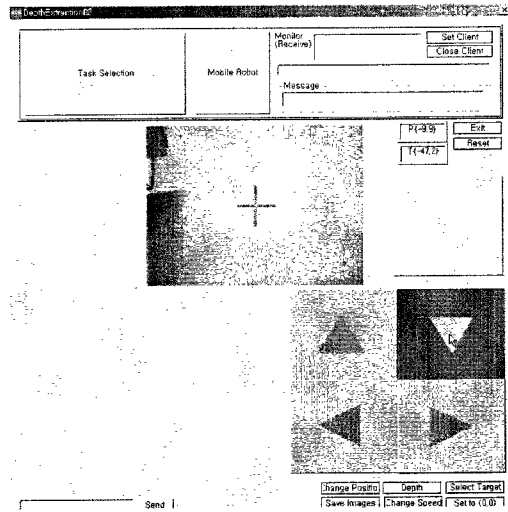 DepthExtraction
Monitor
(Receive)
Set Client
Close Client
Task Selection
Mobile Robot
Message
P(-9.9)
Exit
T(-47.2)
Reset
Change Positio
Depth
Select Target
Send
Save Images
Change Speed
Set to (0,0)